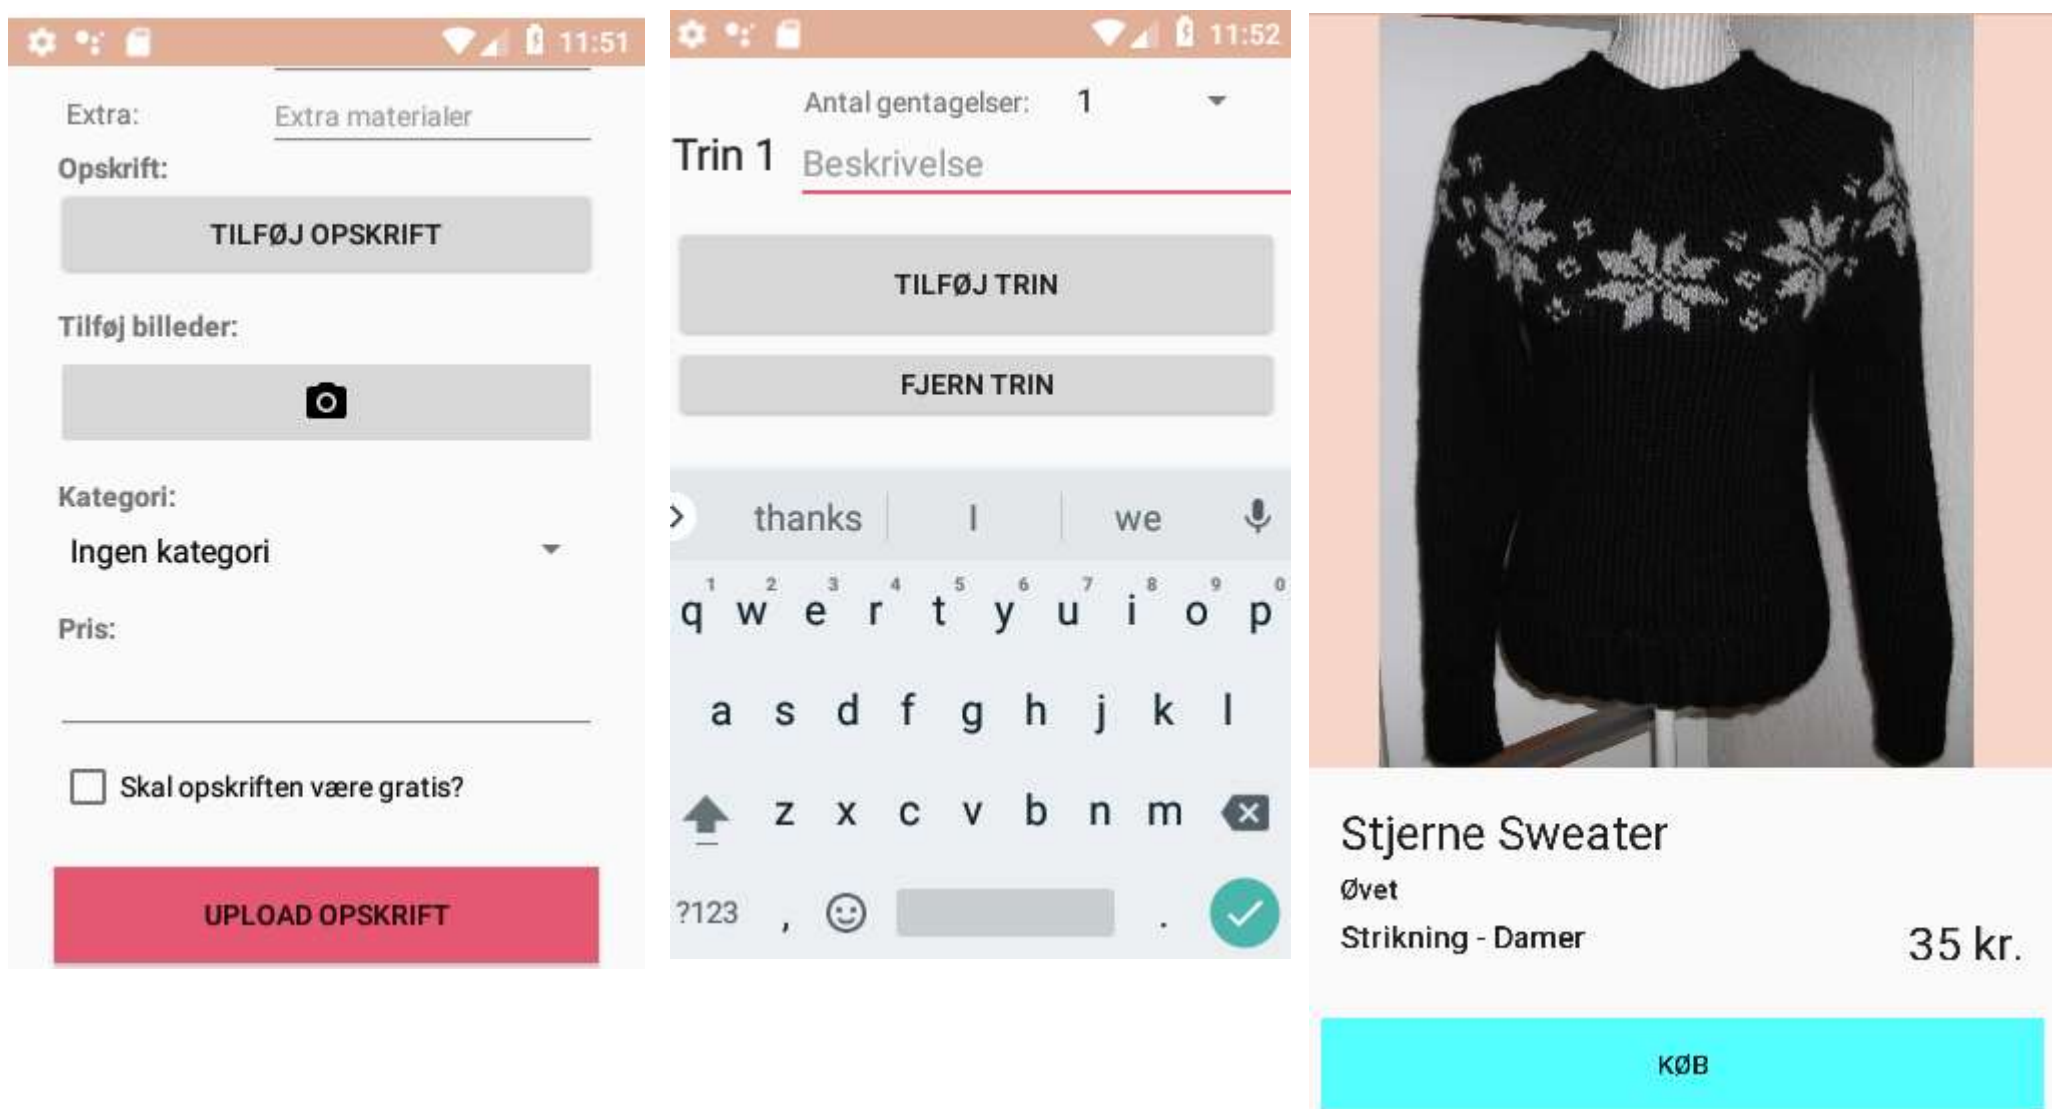 11:51
Extra: Extra materialer
Opskrift:
TILFØJ OPSKRIFT
Tilføj billeder:
Kategori:
Ingen kategori
Pris:
Skal opskriften være gratis?
UPLOAD OPSKRIFT
11:52
Antal gentagelser: 1
Trin 1 Beskrivelse
TILFØJ TRIN
FJERN TRIN
thanks I we
1 2 3 4 5 6 7 8 9 0
q w e r t y u i o p
a s d f g h j k l
z x c v b n m
?123 , .
Stjerne Sweater
Øvet
Strikning - Damer
35 kr.
KØB